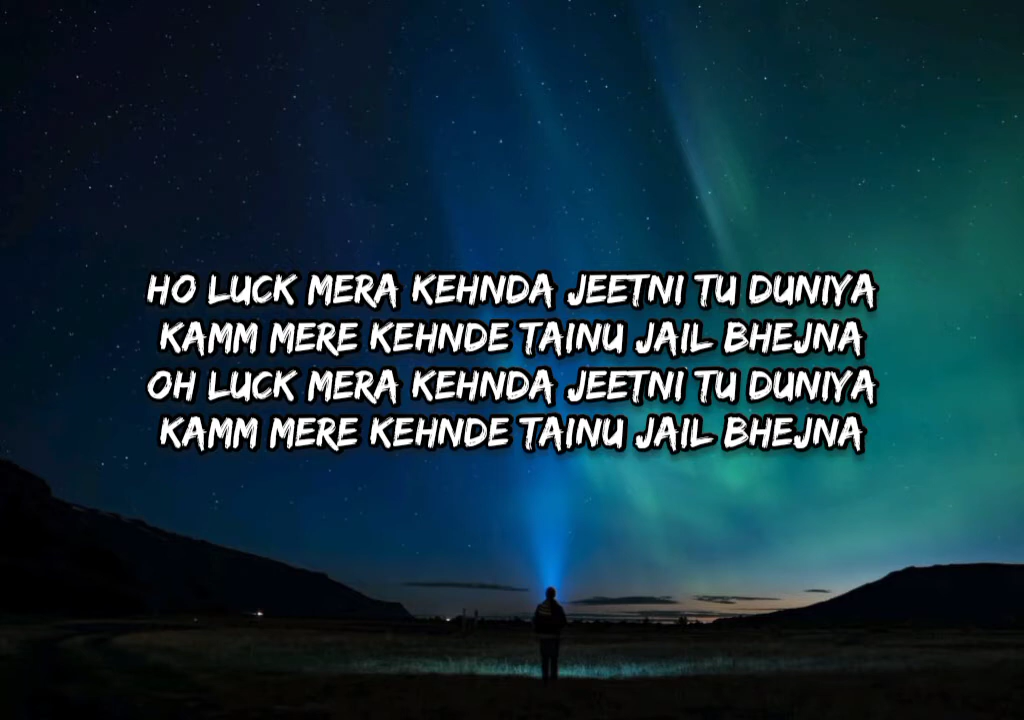 HO LUCK MERA KEHNDA JEETNI TU DUNIYA
KAMM MERE KEHNDE TAINU JAIL BHEJNA
OH LUCK MERA KEHNDA JEETNI TU DUNIYA
KAMM MERE KEHNDE TAINU JAIL BHEJNA